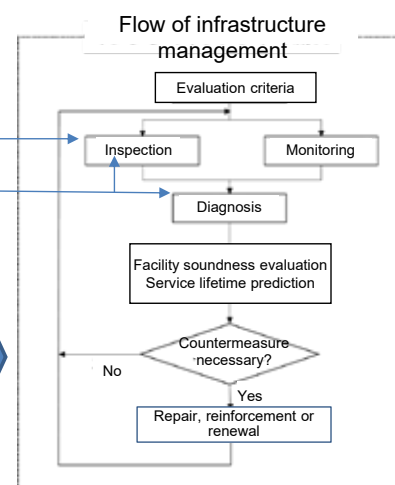 Flow of infrastructure
management
Evaluation criteria
Inspection
Monitoring
Diagnosis
Facility soundness evaluation
Service lifetime prediction
Countermeasure
necessary?
No
Yes
Repair, reinforcement or
renewal